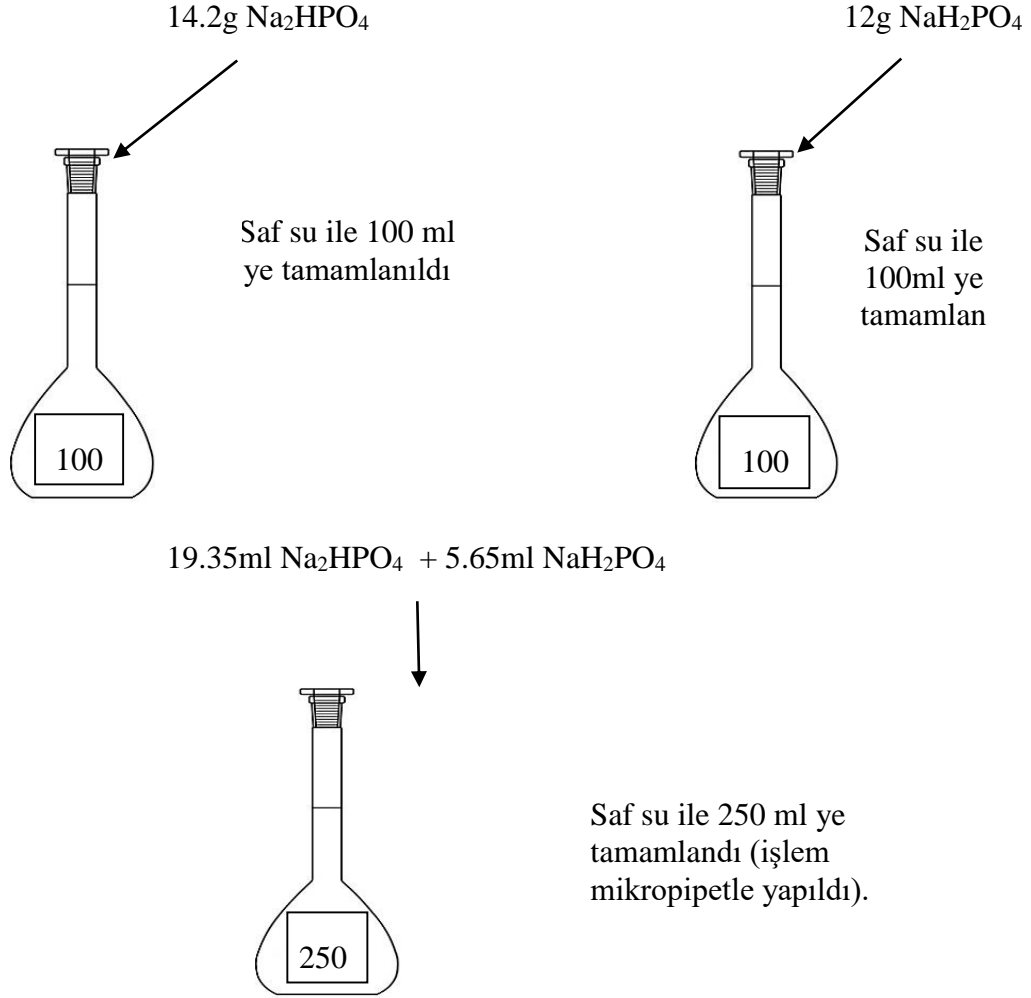 14.2g Na₂HPO₄
12g NaH₂PO₄
Saf su ile 100 ml
ye tamamlanıldı
Saf su ile
100ml ye
tamamlan
100
100
19.35ml Na₂HPO₄ + 5.65ml NaH₂PO₄
Saf su ile 250 ml ye
tamamlandı (işlem
mikropipetle yapıldı).
250